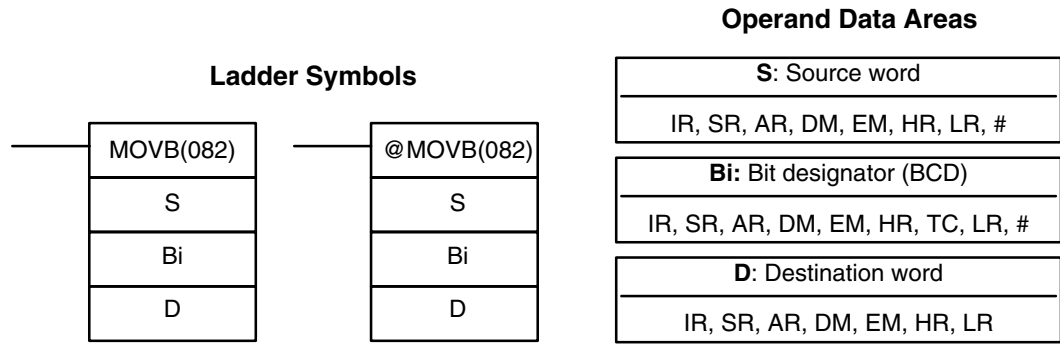 Ladder Symbols
MOVB(082)
S
Bi
D
@MOVB(082)
S
Bi
D
Operand Data Areas
S: Source word
IR, SR, AR, DM, EM, HR, LR, #
Bi: Bit designator (BCD)
IR, SR, AR, DM, EM, HR, TC, LR, #
D: Destination word
IR, SR, AR, DM, EM, HR, LR